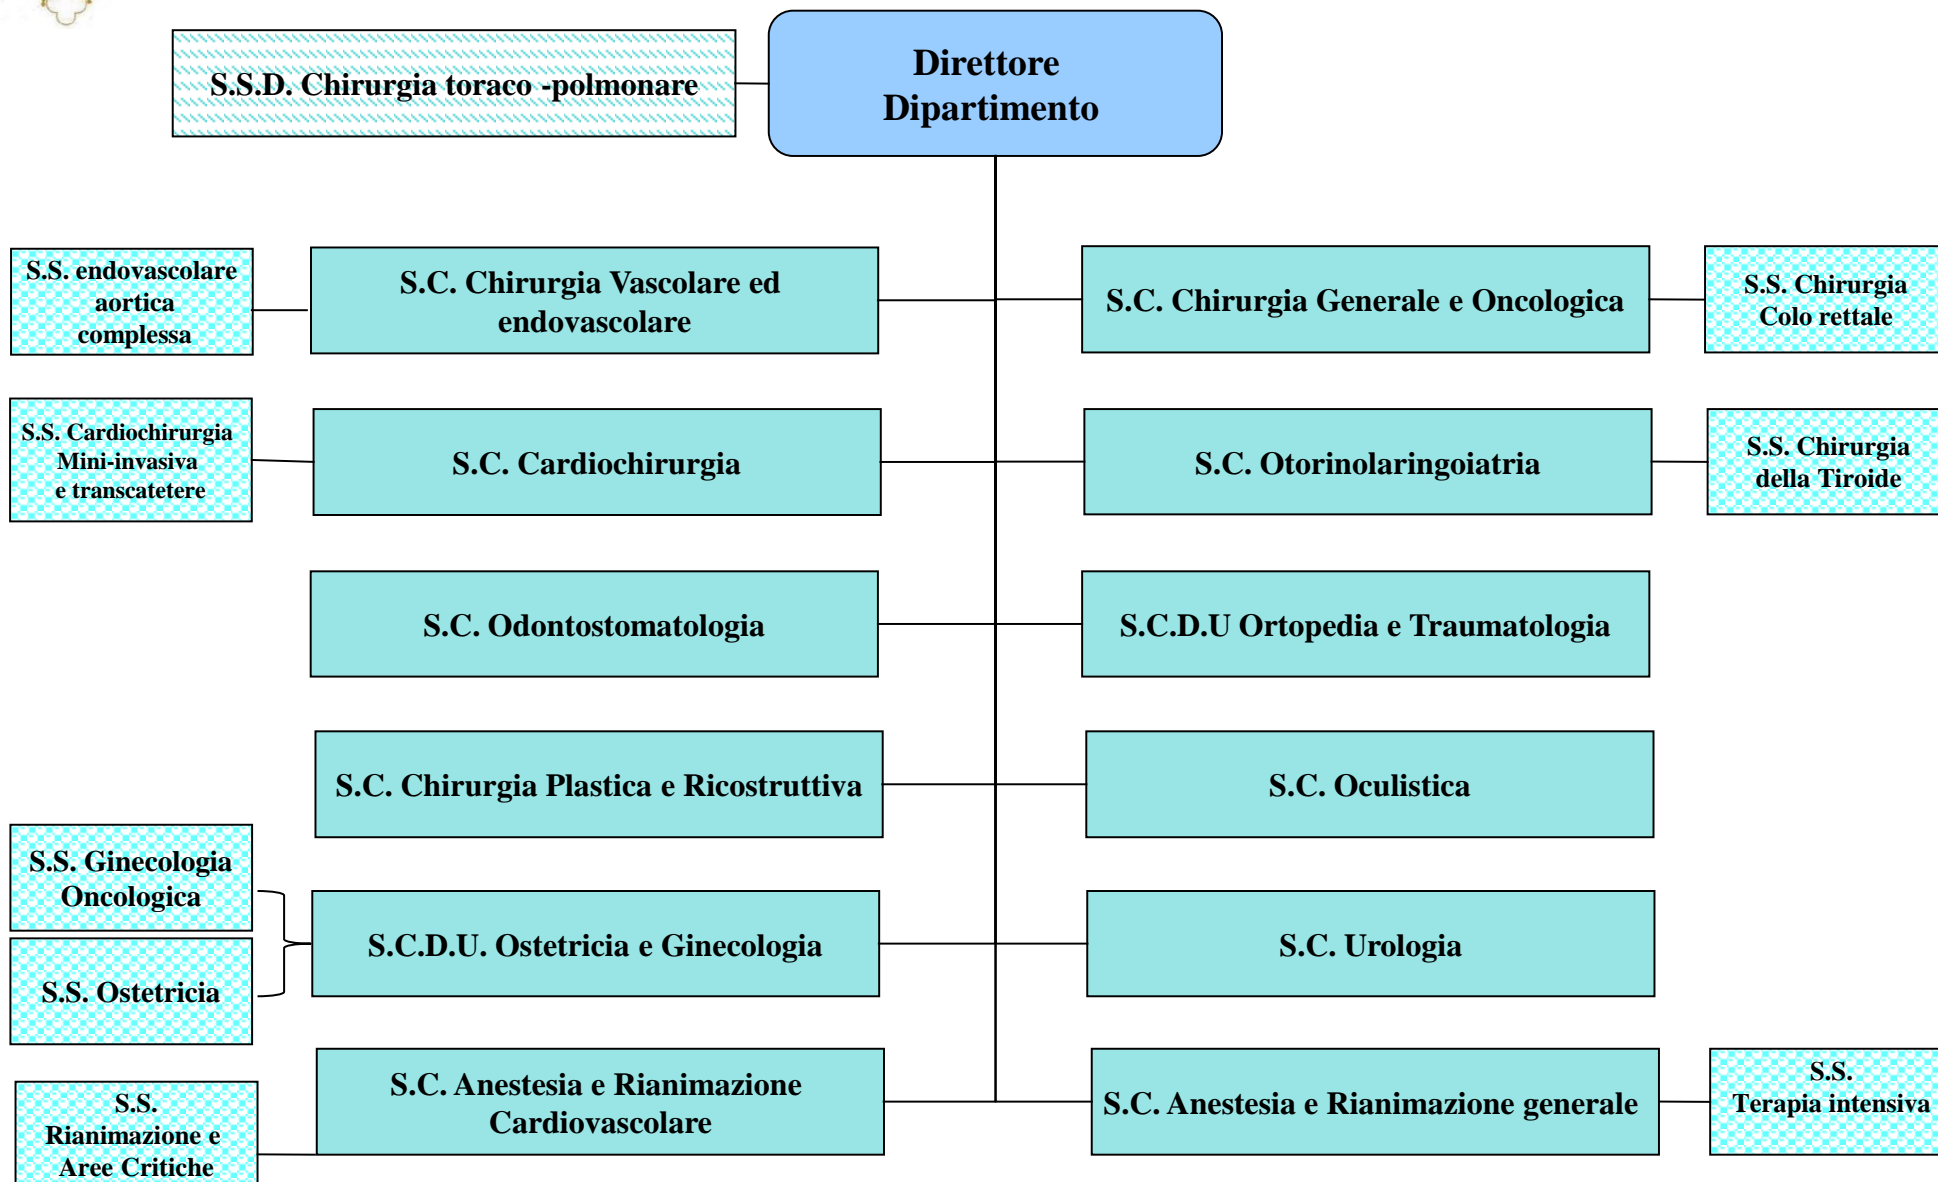 Direttore
Dipartimento
S.S.D. Chirurgia toraco -polmonare
S.S. endovascolare
aortica
complessa
S.C. Chirurgia Vascolare ed
endovascolare
S.C. Chirurgia Generale e Oncologica
S.S. Chirurgia
Colo rettale
S.S. Cardiochirurgia
Mini-invasiva
e transcatetere
S.C. Cardiochirurgia
S.C. Otorinolaringoiatria
S.S. Chirurgia
della Tiroide
S.C. Odontostomatologia
S.C.D.U Ortopedia e Traumatologia
S.C. Chirurgia Plastica e Ricostruttiva
S.C. Oculistica
S.S. Ginecologia
Oncologica
S.S. Ostetricia
S.C.D.U. Ostetricia e Ginecologia
S.C. Urologia
S.S.
Rianimazione e
Aree Critiche
S.C. Anestesia e Rianimazione
Cardiovascolare
S.C. Anestesia e Rianimazione generale
S.S.
Terapia intensiva